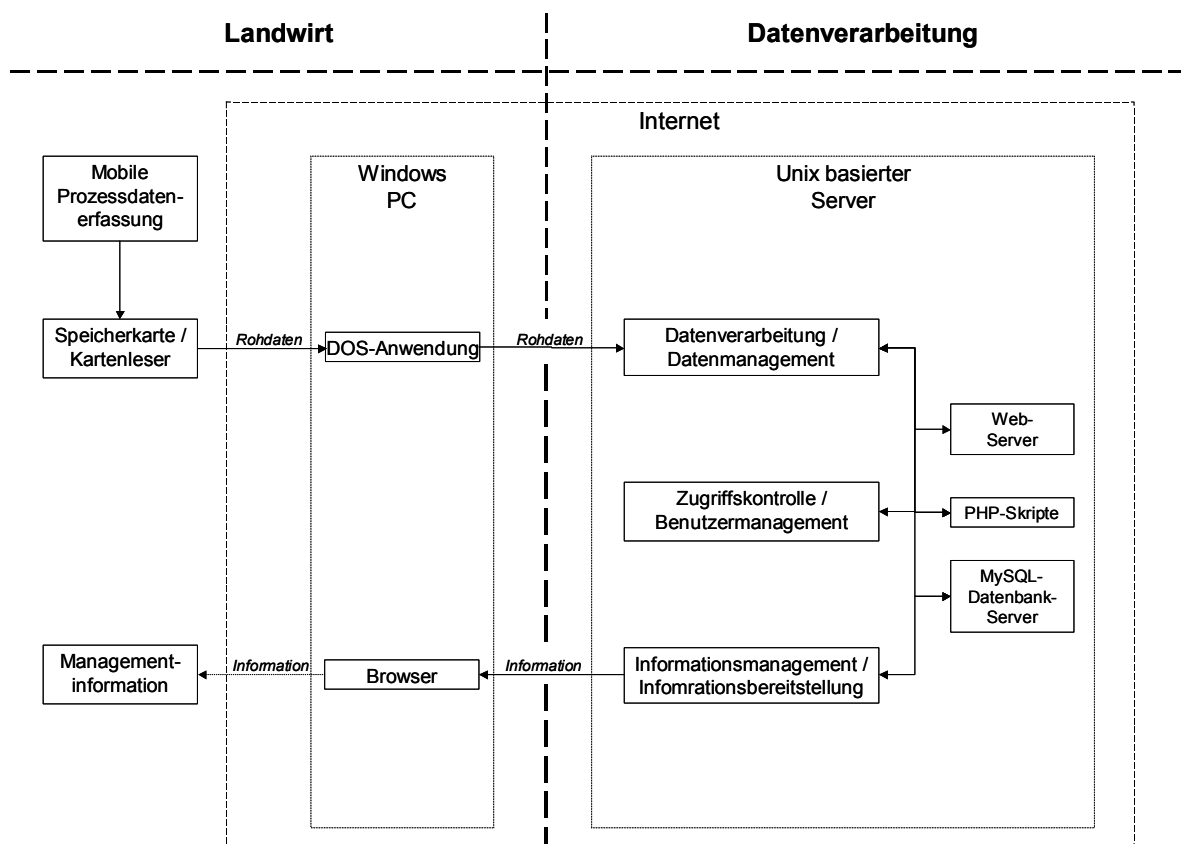 Landwirt
Datenverarbeitung
Internet
Mobile
Prozessdaten-
erfassung
Windows
PC
Unix basierter
Server
Speicherkarte /
Kartenleser
Rohdaten
DOS-Anwendung
Rohdaten
Datenverarbeitung /
Datenmanagement
Web-
Server
Zugriffskontrolle /
Benutzermanagement
PHP-Skripte
MySQL-
Datenbank-
Server
Management-
information
Information
Browser
Information
Informationsmanagement /
Infomrationsbereitstellung